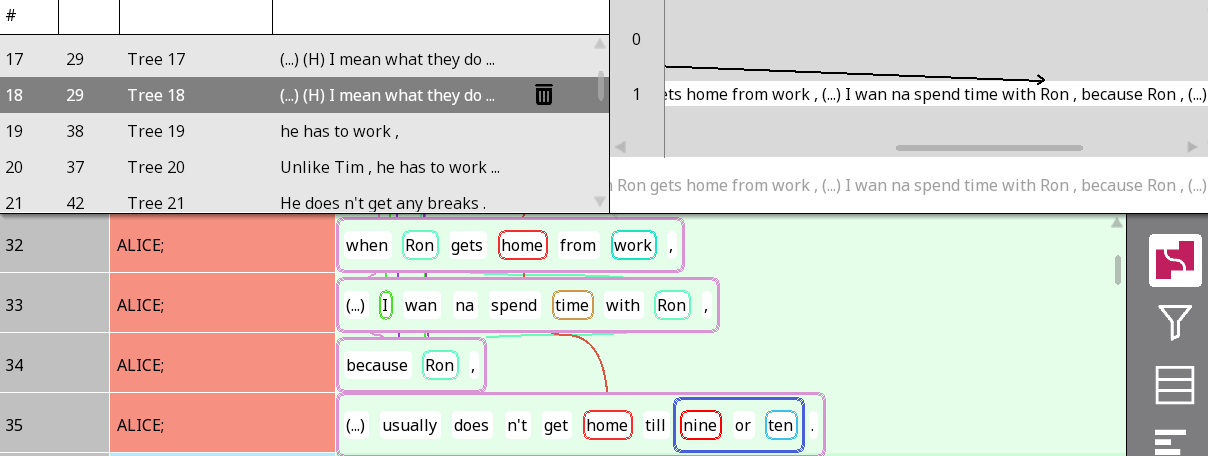 #
17 29 Tree 17 (...) (H) I mean what they do ...
18 29 Tree 18 (...) (H) I mean what they do ...
19 38 Tree 19 he has to work ,
20 37 Tree 20 Unlike Tim , he has to work ...
21 42 Tree 21 He does n't get any breaks .
0
1 ets home from work , (...) I wan na spend time with Ron , because Ron , (...)
Ron gets home from work , (...) I wan na spend time with Ron , because Ron , (...)
32 ALICE; when Ron gets home from work ,
33 ALICE; (...) I wan na spend time with Ron ,
34 ALICE; because Ron ,
35 ALICE; (...) usually does n't get home till nine or ten .